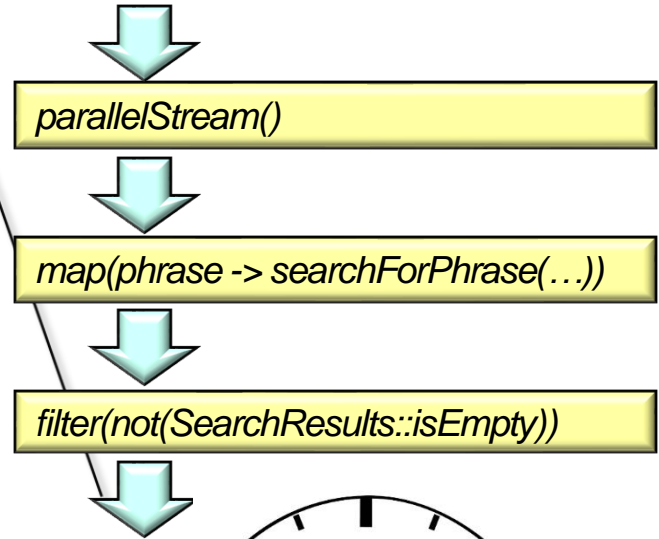 parallelStream()
map(phrase -> searchForPhrase(…))
filter(not(SearchResults::isEmpty))